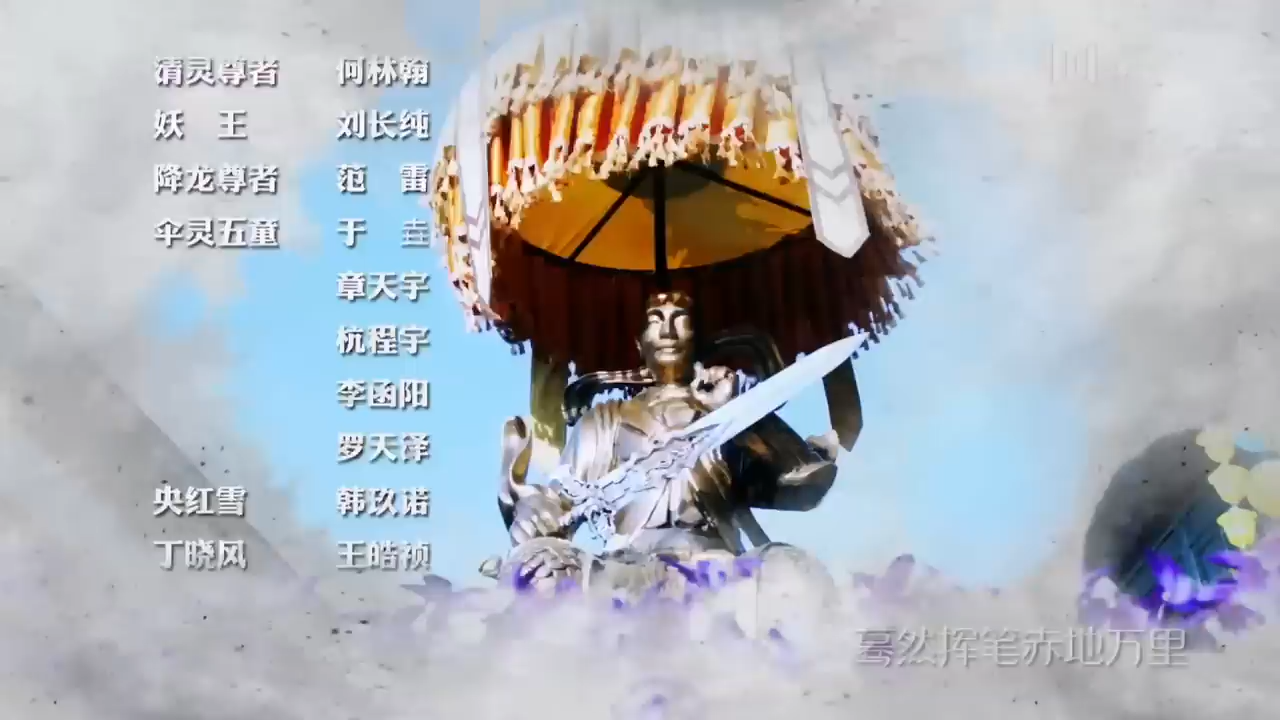 清灵尊者 何林翰
妖 王 刘长纯
降龙尊者 范 雷
伞灵五童 于 垚
章天宇
杭程宇
李函阳
罗天泽
央红雪 韩玖诺
丁晓风 王皓祯
蓦然挥笔赤地万里